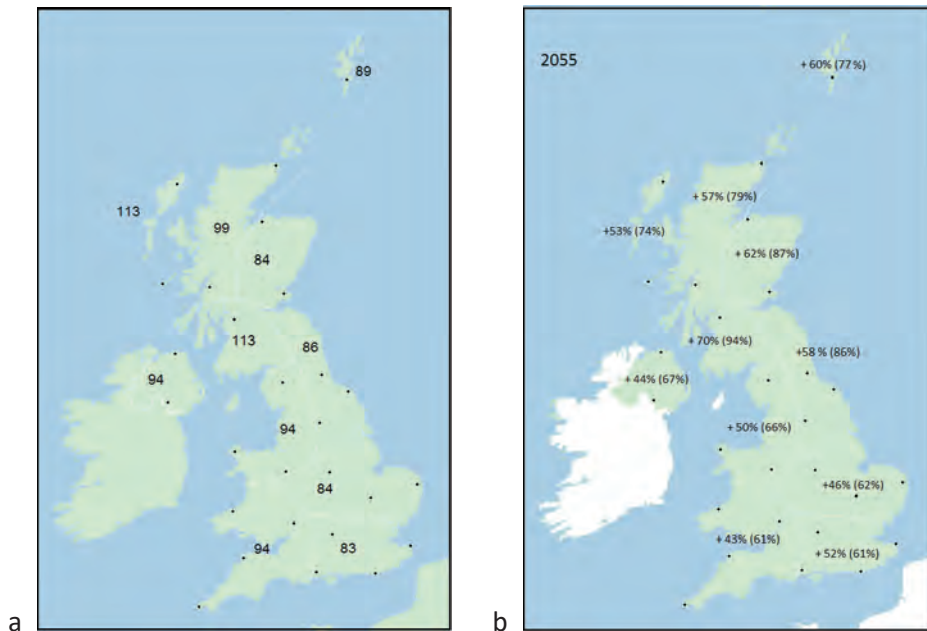 89
113
99
84
113
86
94
94
84
94
83
a
2055
+ 60% (77%)
+ 57% (79%)
+53% (74%)
+ 62% (87%)
+ 70% (94%)
+58 % (86%)
+ 44% (67%)
+ 50% (66%)
+46% (62%)
+ 43% (61%)
+ 52% (61%)
b